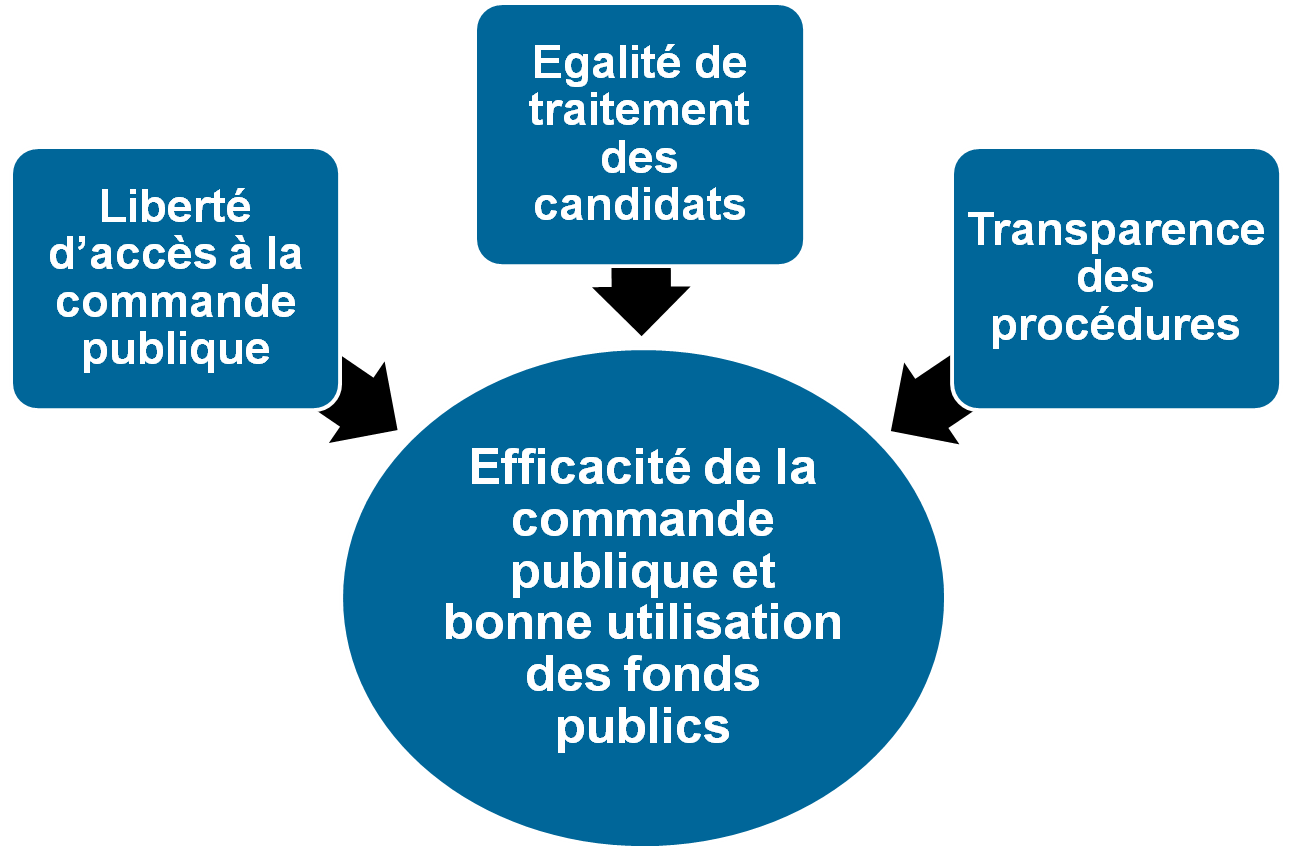 Liberté
d’accès à la
commande
publique
Egalité de
traitement
des
candidats
Transparence
des
procédures
Efficacité de la
commande
publique et
bonne utilisation
des fonds
publics